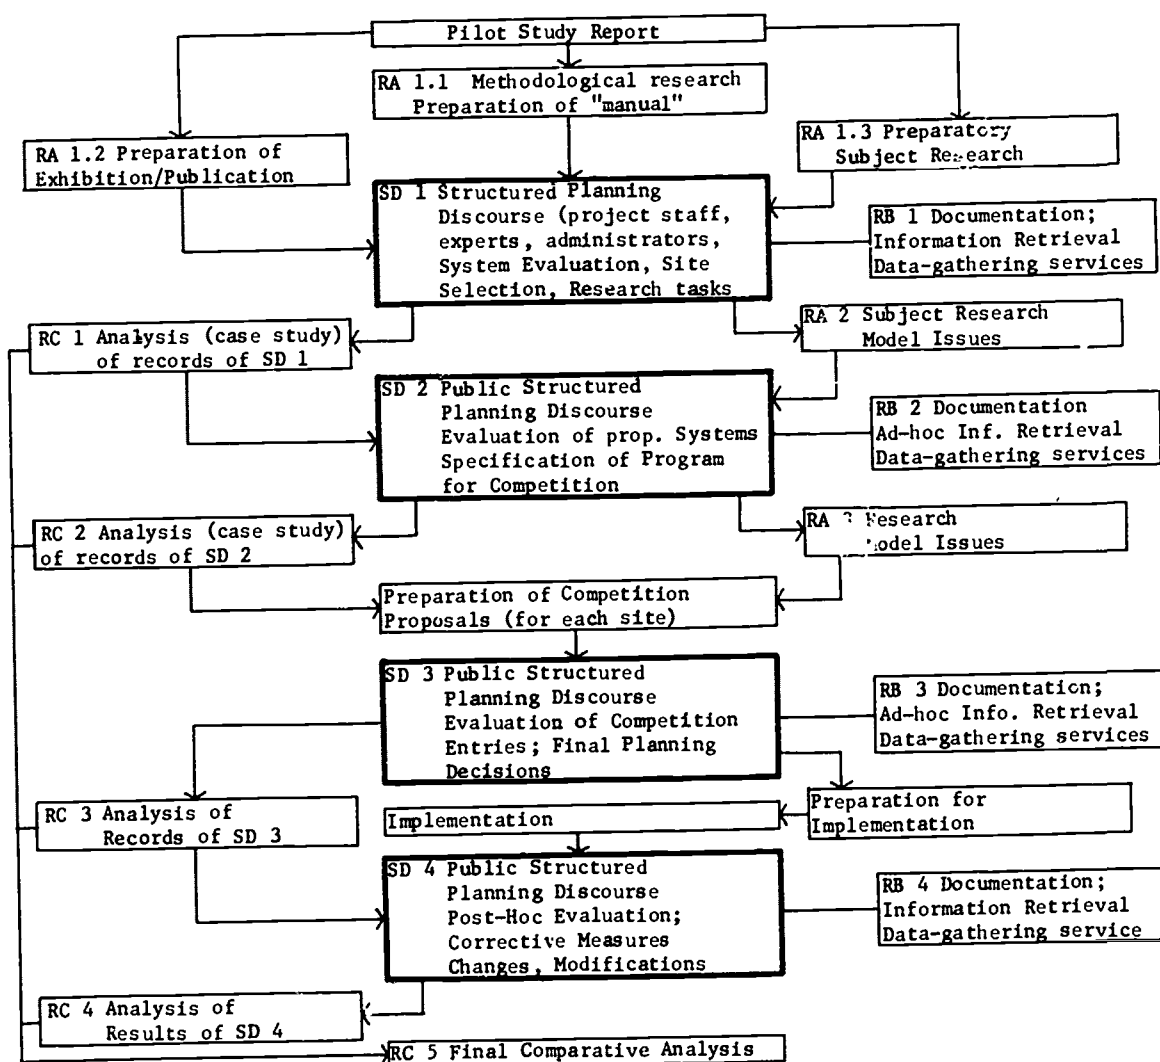 Pilot Study Report
RA 1.1 Methodological research
Preparation of "manual"
RA 1.2 Preparation of
Exhibition/Publication
RA 1.3 Preparatory
Subject Research
SD 1 Structured Planning
Discourse (project staff,
experts, administrators,
System Evaluation, Site
Selection, Research tasks
RB 1 Documentation;
Information Retrieval
Data-gathering services
RC 1 Analysis (case study)
of records of SD 1
RA 2 Subject Research
Model Issues
SD 2 Public Structured
Planning Discourse
Evaluation of prop. Systems
Specification of Program
for Competition
RB 2 Documentation
Ad-hoc Inf. Retrieval
Data-gathering services
RC 2 Analysis (case study)
of records of SD 2
RA 3 Research
Model Issues
Preparation of Competition
Proposals (for each site)
SD 3 Public Structured
Planning Discourse
Evaluation of Competition
Entries; Final Planning
Decisions
RB 3 Documentation;
Ad-hoc Info. Retrieval
Data-gathering services
RC 3 Analysis of
Records of SD 3
Implementation
Preparation for
Implementation
SD 4 Public Structured
Planning Discourse
Post-Hoc Evaluation;
Corrective Measures
Changes, Modifications
RB 4 Documentation;
Information Retrieval
Data-gathering service
RC 4 Analysis of
Results of SD 4
RC 5 Final Comparative Analysis